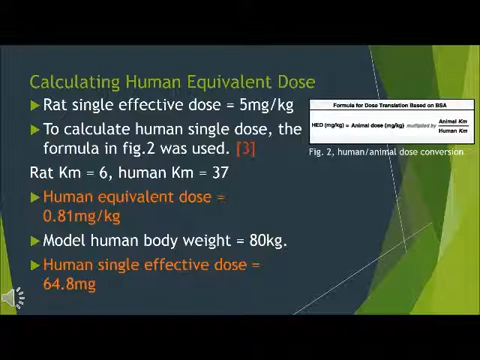 Calculating Human Equivalent Dose
Rat single effective dose = 5mg/kg
To calculate human single dose, the
formula in fig.2 was used. [3]
Rat Km = 6, human Km = 37
Human equivalent dose =
0.81mg/kg
Model human body weight = 80kg.
Human single effective dose =
64.8mg
Formula for Dose Translation Based on BSA
HED (mg/kg) = Animal dose (mg/kg) multiplied by Animal Km
Human Km
Fig. 2, human/animal dose conversion